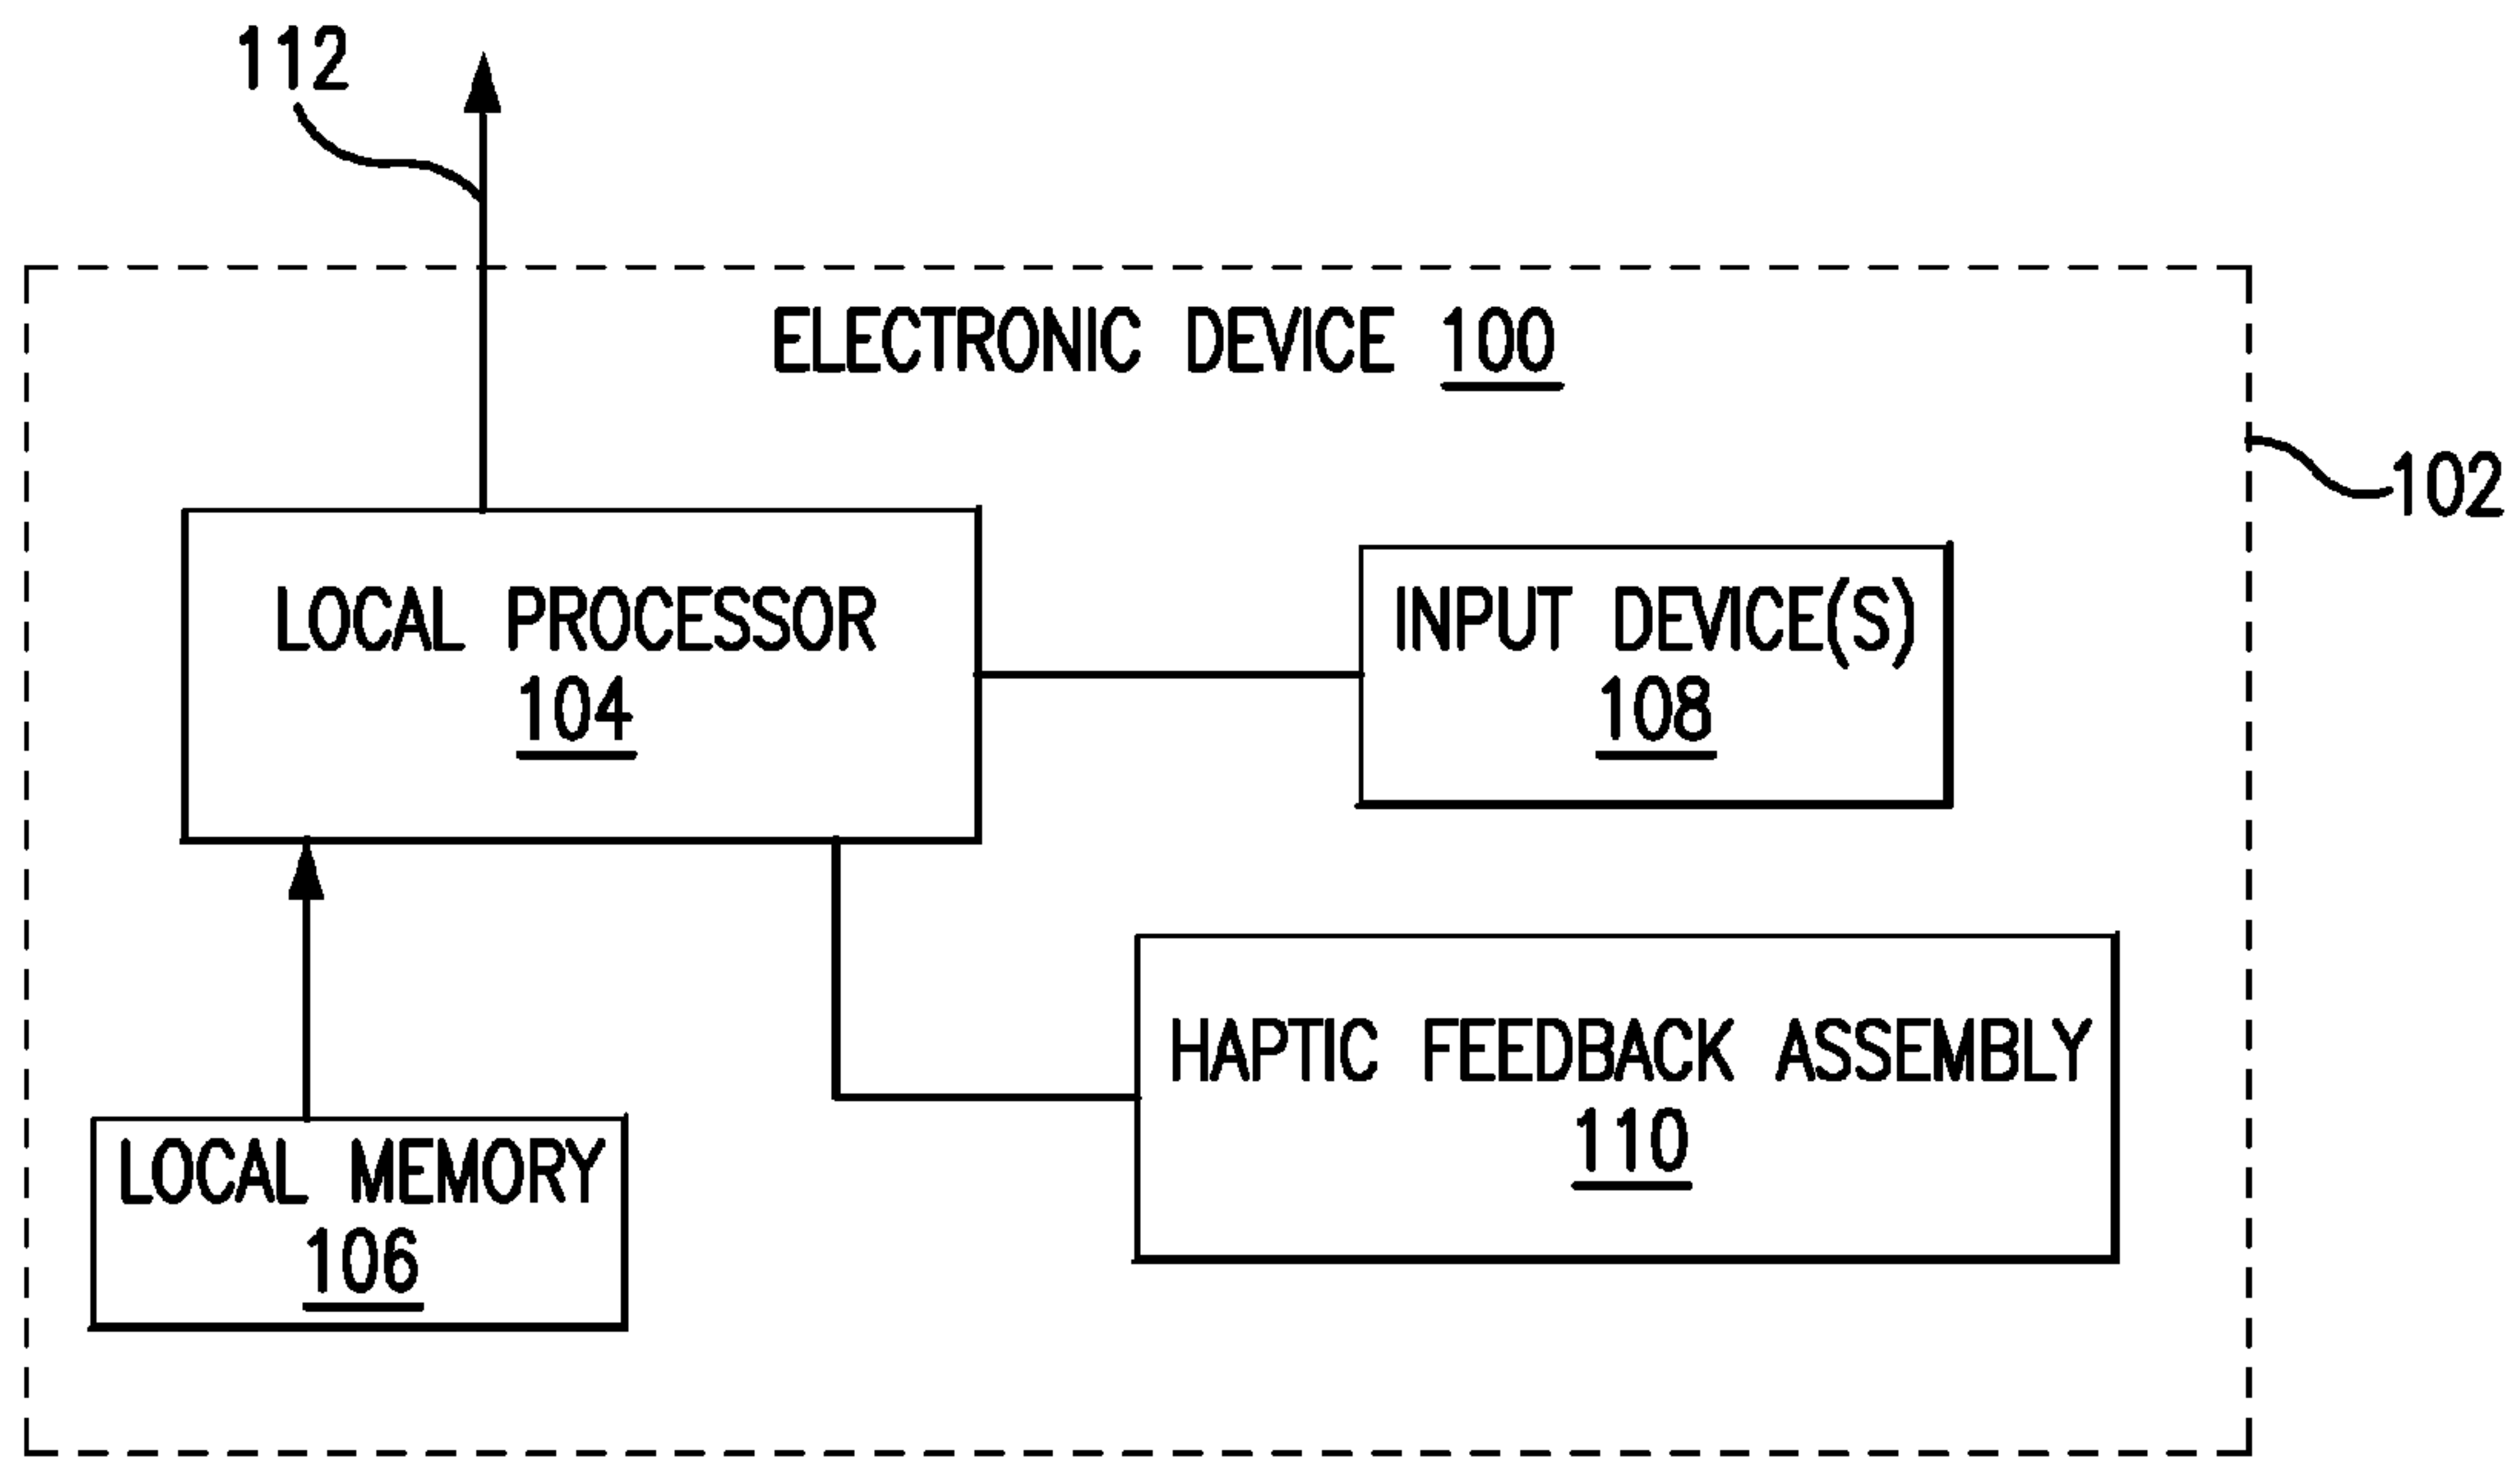 112
ELECTRONIC DEVICE 100
102
LOCAL PROCESSOR
104
INPUT DEVICE(S)
108
HAPTIC FEEDBACK ASSEMBLY
110
LOCAL MEMORY
106